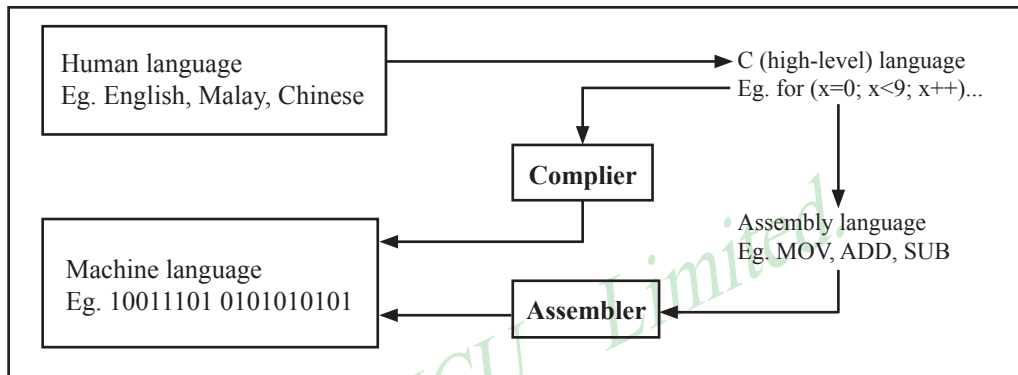 Human language
Eg. English, Malay, Chinese
C (high-level) language
Eg. for (x=0; x<9; x++)...
Complier
Assembly language
Eg. MOV, ADD, SUB
Machine language
Eg. 10011101 0101010101
Assembler
Limited.